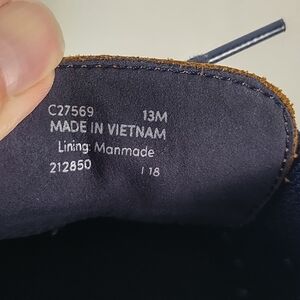 C27569 13M
MADE IN VIETNAM
Lining: Manmade
212850 I 18